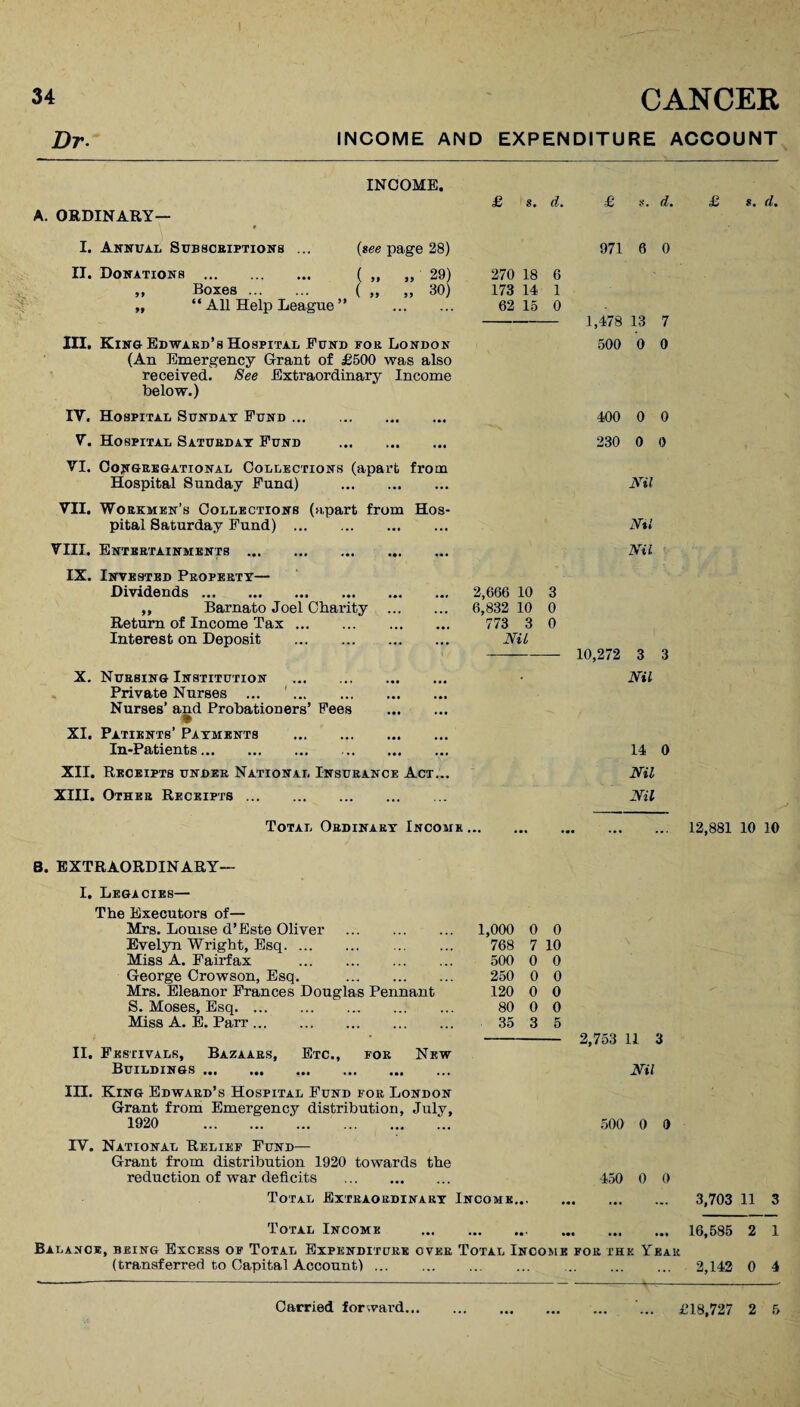 34 CANCER
Dr. INCOME AND EXPENDITURE ACCOUNT
INCOME.
£ s. d. £ s. d. £ s. d.
A. ORDINARY—
I. Annual Subscriptions ... (see page 28) 971 6 0
II. Donations ... ... ... ( „ „ 29) 270 18 6
„ Boxes ... ... ( „ „ 30) 173 14 1
„ “All Help League” ... ... 62 15 0
1,478 13 7
III. King Edward’s Hospital Fund for London 500 0 0
(An Emergency Grant of £500 was also
received. See Extraordinary Income
below.)
IV. Hospital Sunday Fund ... ... ... ... 400 0 0
V. Hospital Saturday Fund ... ... ... 230 0 0
VI. Congregational Collections (apart from
Hospital Sunday Fund) ... ... ... Nil
VII. Workmen’s Collections (apart from Hos-
pital Saturday Fund) ... ... ... ... Nil
VIII. Entertainments ... ... ... ... ... Nil
IX. Invested Property—
Dividends ... ... ... ... ... ... 2,666 10 3
„ Barnato Joel Charity ... ... 6,832 10 0
Return of Income Tax ... ... ... ... 773 3 0
Interest on Deposit ... ... ... ... Nil
10,272 3 3
X. Nursing Institution ... ... ... ... Nil
Private Nurses ... ... ... ... ...
Nurses’ and Probationers’ Fees ... ...
XI. Patients’ Payments ... ... ... ...
In-Patients... ... ... ... ... ... 14 0
XII. Receipts under National Insurance Act... Nil
XIII. Other Receipts ... ... ... ... ... Nil
Total Ordinary Income ... ... ... ... ... 12,881 10 10
B. EXTRAORDINARY—
I. Legacies—
The Executors of—
Mrs. Louise d’Este Oliver ... ... ... 1,000 0 0
Evelyn Wright, Esq. ... ... ... ... 768 7 10
Miss A. Fairfax ... ... ... ... 500 0 0
George Crowson, Esq. ... ... ... 250 0 0
Mrs. Eleanor Frances Douglas Pennant 120 0 0
S. Moses, Esq. ... ... ... ... ... 80 0 0
Miss A. E. Parr ... ... ... ... ... 35 3 5
2,753 11 3
II. Festivals, Bazaars, Etc., for New
Buildings ... ... ... ... ... ... Nil
III. King Edward’s Hospital Fund for London
Grant from Emergency distribution, July,
1920 ... ... ... ... ... ... 500 0 0
IV. National Relief Fund—
Grant from distribution 1920 towards the
reduction of war deficits ... ... ... 450 0 0
Total Extraordinary Income... ... ... ... 3,703 11 3
Total Income ... ... ... ... ... ... 16,585 2 1
Balance, being Excess of Total Expenditure over Total Income for the Year
(transferred to Capital Account) ... ... ... ... ... ... ... 2,142 0 4
Carried forward... ... ... ... ... ... £18,727 2 5